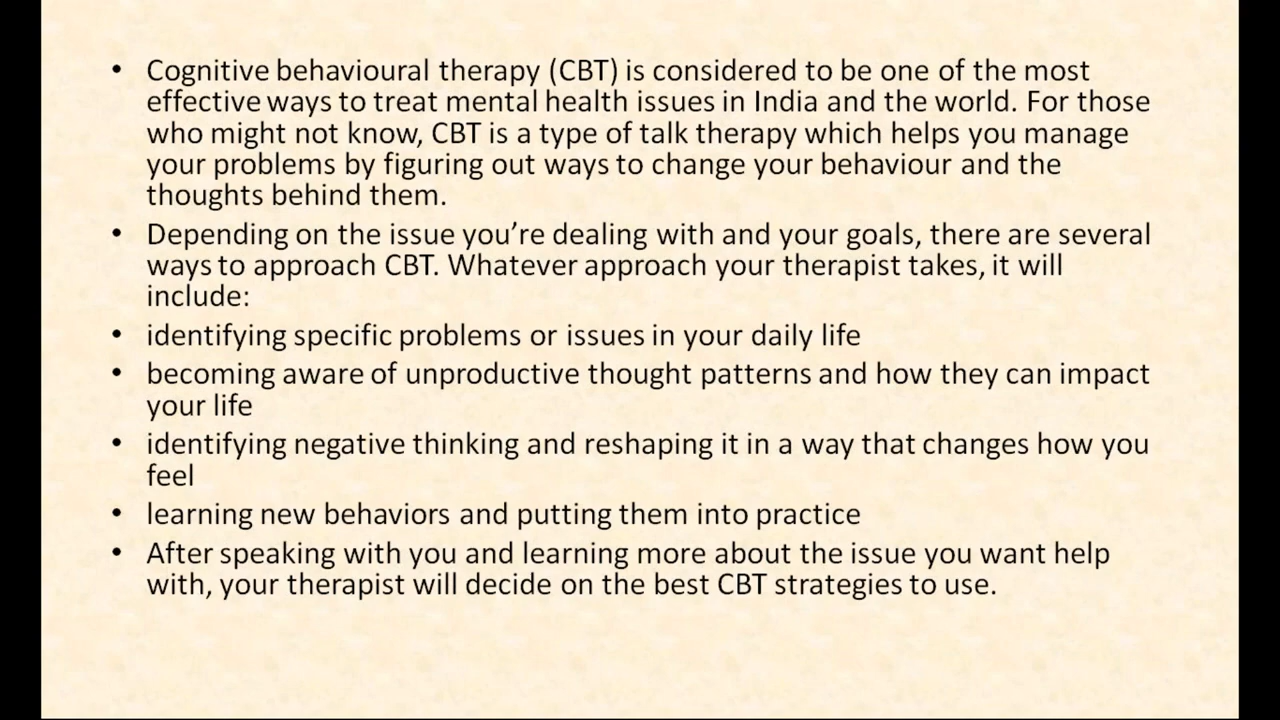 • Cognitive behavioural therapy (CBT) is considered to be one of the most
effective ways to treat mental health issues in India and the world. For those
who might not know, CBT is a type of talk therapy which helps you manage
your problems by figuring out ways to change your behaviour and the
thoughts behind them.
• Depending on the issue you’re dealing with and your goals, there are several
ways to approach CBT. Whatever approach your therapist takes, it will
include:
• identifying specific problems or issues in your daily life
• becoming aware of unproductive thought patterns and how they can impact
your life
• identifying negative thinking and reshaping it in a way that changes how you
feel
• learning new behaviors and putting them into practice
• After speaking with you and learning more about the issue you want help
with, your therapist will decide on the best CBT strategies to use.